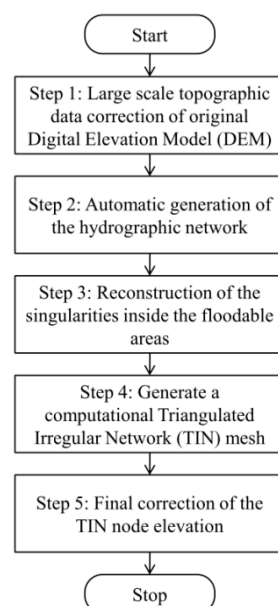 Start
Step 1: Large scale topographic
data correction of original
Digital Elevation Model (DEM)
Step 2: Automatic generation of
the hydrographic network
Step 3: Reconstruction of the
singularities inside the floodable
areas
Step 4: Generate a
computational Triangulated
Irregular Network (TIN) mesh
Step 5: Final correction of the
TIN node elevation
Stop